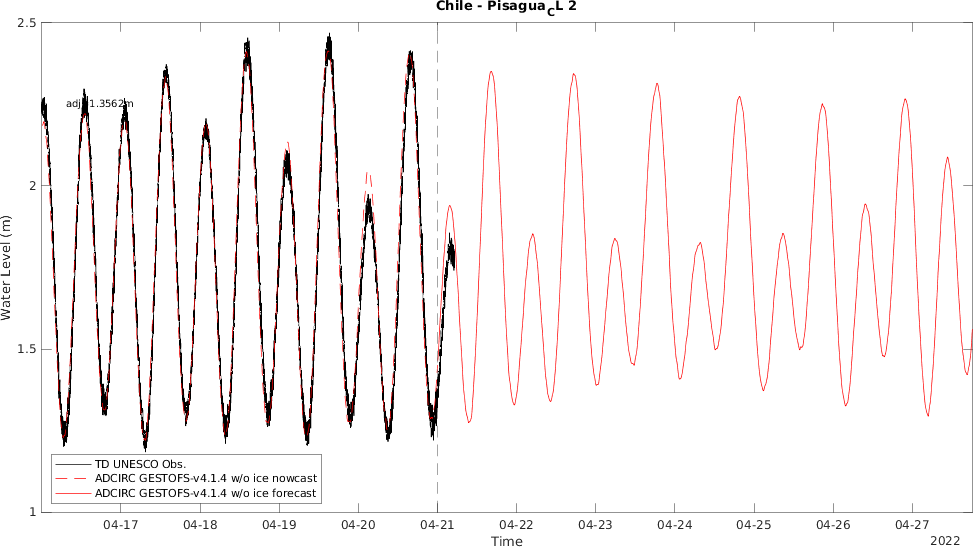 Chile - PisaguaCL 2
2.5
adj: 1.3562m
2
Water Level (m)
1.5
TD UNESCO Obs.
ADCIRC GESTOFS-v4.1.4 w/o ice nowcast
ADCIRC GESTOFS-v4.1.4 w/o ice forecast
1
04-17 04-18 04-19 04-20 04-21 04-22 04-23 04-24 04-25 04-26 04-27
Time
2022